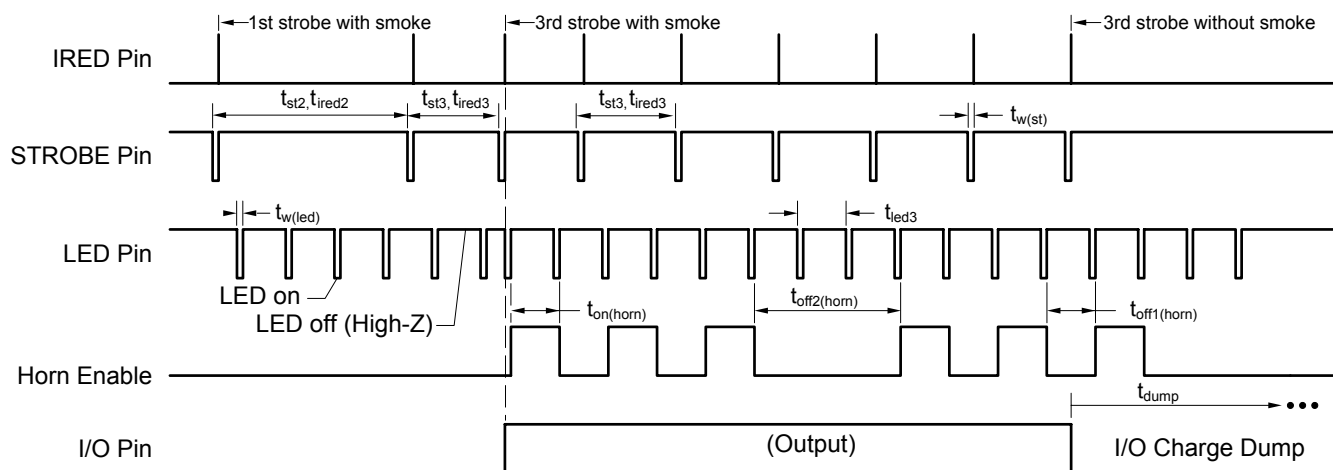 1st strobe with smoke
3rd strobe with smoke
3rd strobe without smoke
IRED Pin
tst2,tired2
tst3,tired3
tst3,tired3
tw(st)
STROBE Pin
tw(led)
tled3
LED Pin
LED on
LED off (High-Z)
ton(horn)
toff2(horn)
toff1(horn)
Horn Enable
tdump
•••
I/O Pin
(Output)
I/O Charge Dump